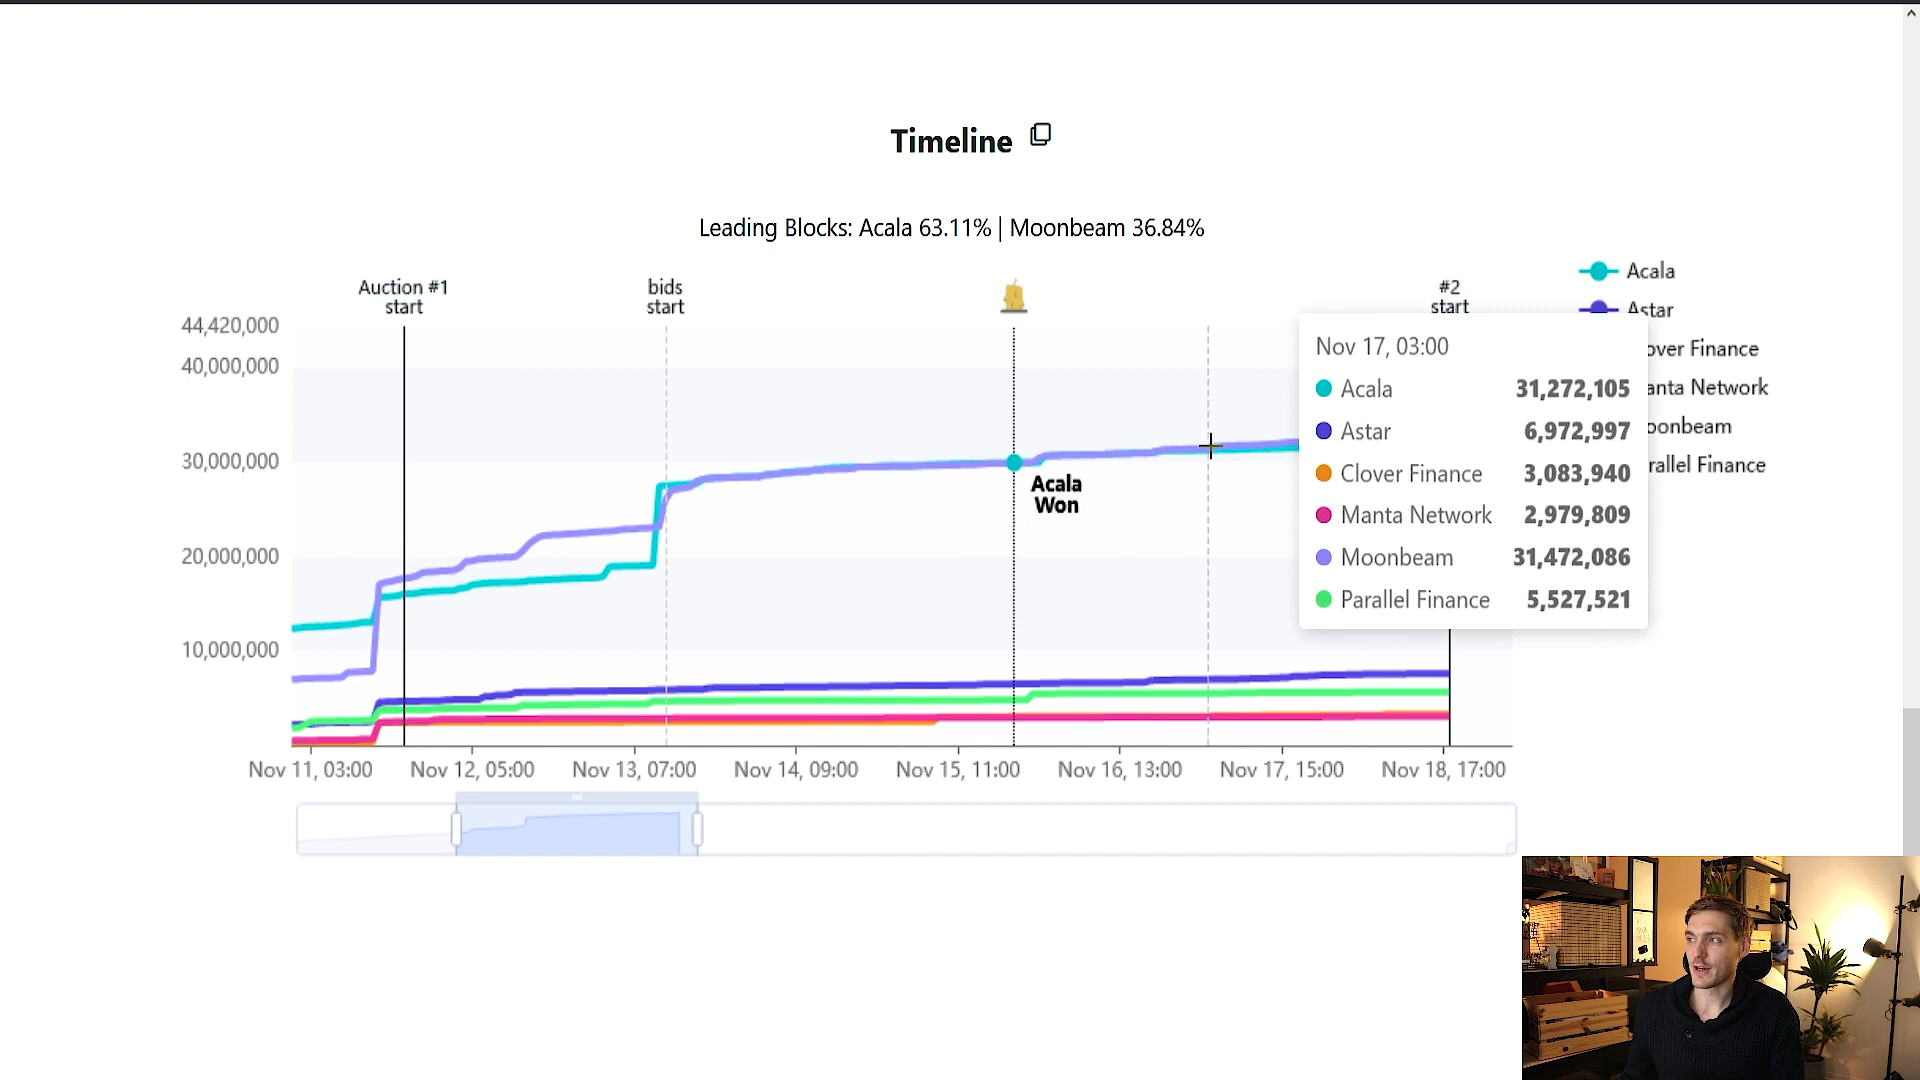 Timeline
Leading Blocks: Acala 63.11% | Moonbeam 36.84%
Auction #1
start
bids
start
#2
start
Acala
Astar
over Finance
anta Network
oonbeam
rallel Finance
44,420,000
40,000,000
30,000,000
20,000,000
10,000,000
Acala
Won
Nov 17, 03:00
Acala 31,272,105
Astar 6,972,997
Clover Finance 3,083,940
Manta Network 2,979,809
Moonbeam 31,472,086
Parallel Finance 5,527,521
Nov 11, 03:00 Nov 12, 05:00 Nov 13, 07:00 Nov 14, 09:00 Nov 15, 11:00 Nov 16, 13:00 Nov 17, 15:00 Nov 18, 17:00